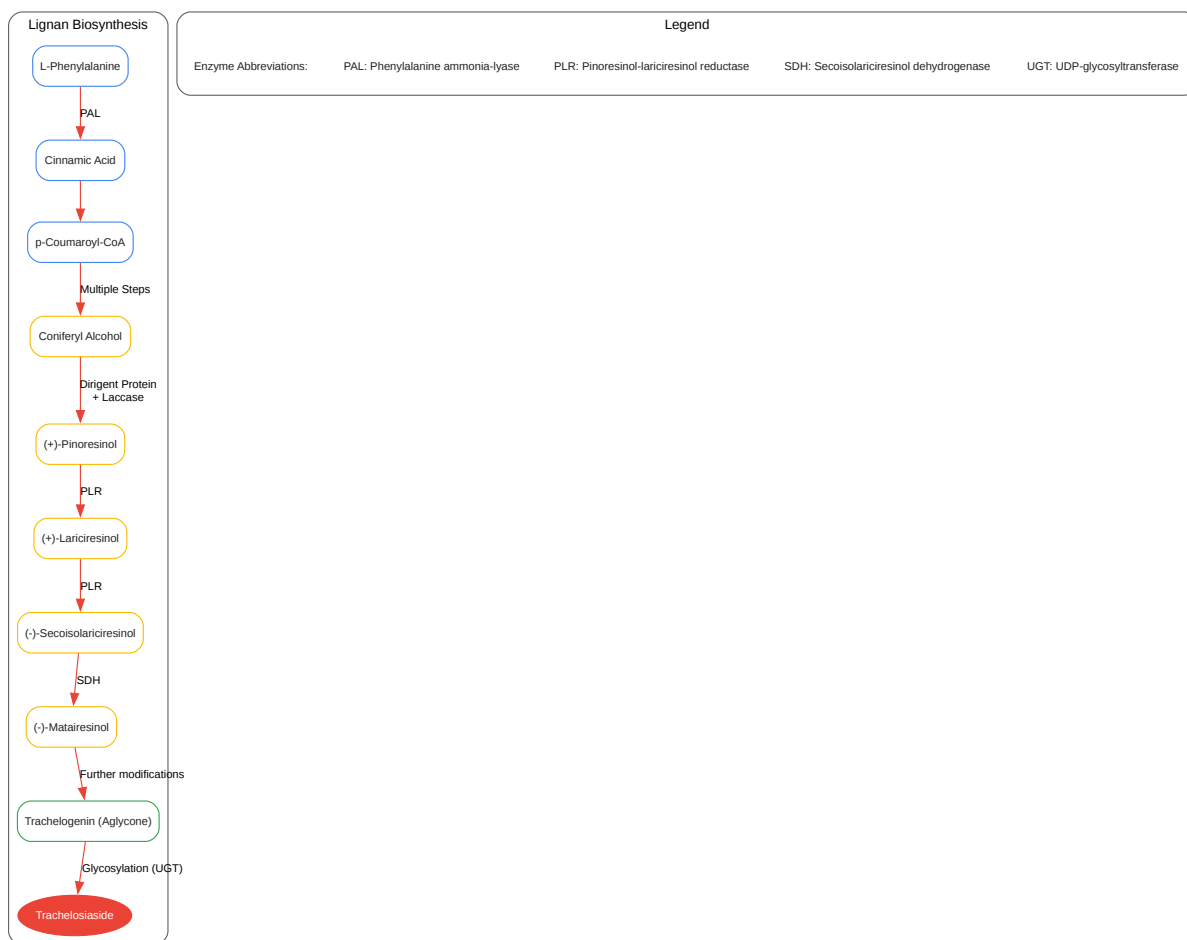 Lignan Biosynthesis
L-Phenylalanine
PAL
Cinnamic Acid
p-Coumaroyl-CoA
Multiple Steps
Coniferyl Alcohol
Dirigent Protein
+ Laccase
(+)-Pinoresinol
PLR
(+)-Lariciresinol
PLR
(-)-Secoisolariciresinol
SDH
(-)-Matairesinol
Further modifications
Trachelogenin (Aglycone)
Glycosylation (UGT)
Trachelosiaside
Legend
Enzyme Abbreviations:
PAL: Phenylalanine ammonia-lyase
PLR: Pinoresinol-lariciresinol reductase
SDH: Secoisolariciresinol dehydrogenase
UGT: UDP-glycosyltransferase